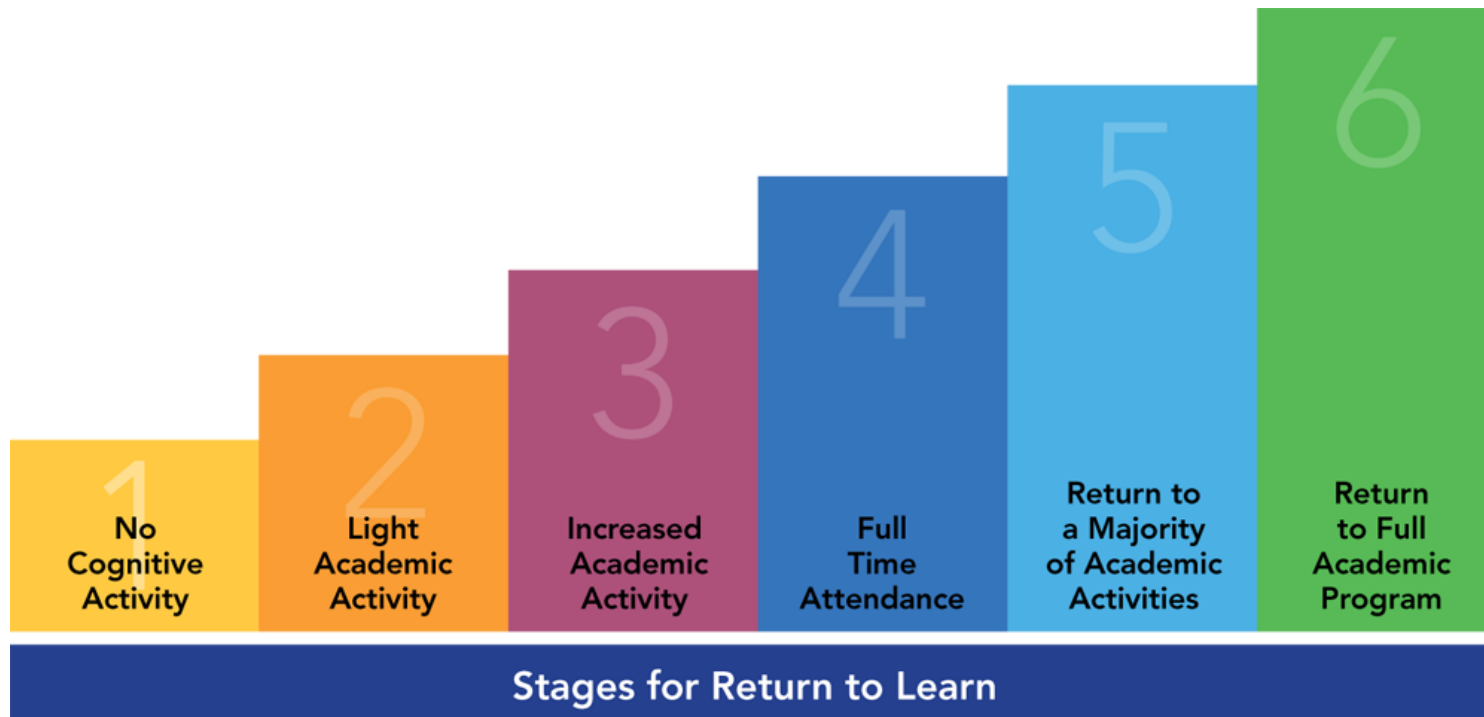 1
No
Cognitive
Activity
2
Light
Academic
Activity
3
Increased
Academic
Activity
4
Full
Time
Attendance
5
Return to
a Majority
of Academic
Activities
6
Return
to Full
Academic
Program
Stages for Return to Learn